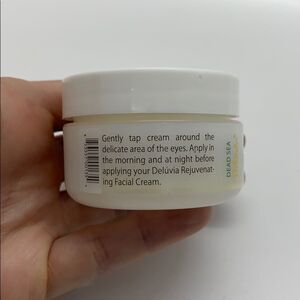 Gently tap cream around the
delicate area of the eyes. Apply in
the morning and at night before
applying your Delúvia Rejuvenat-
ing Facial Cream.
DEAD SEA